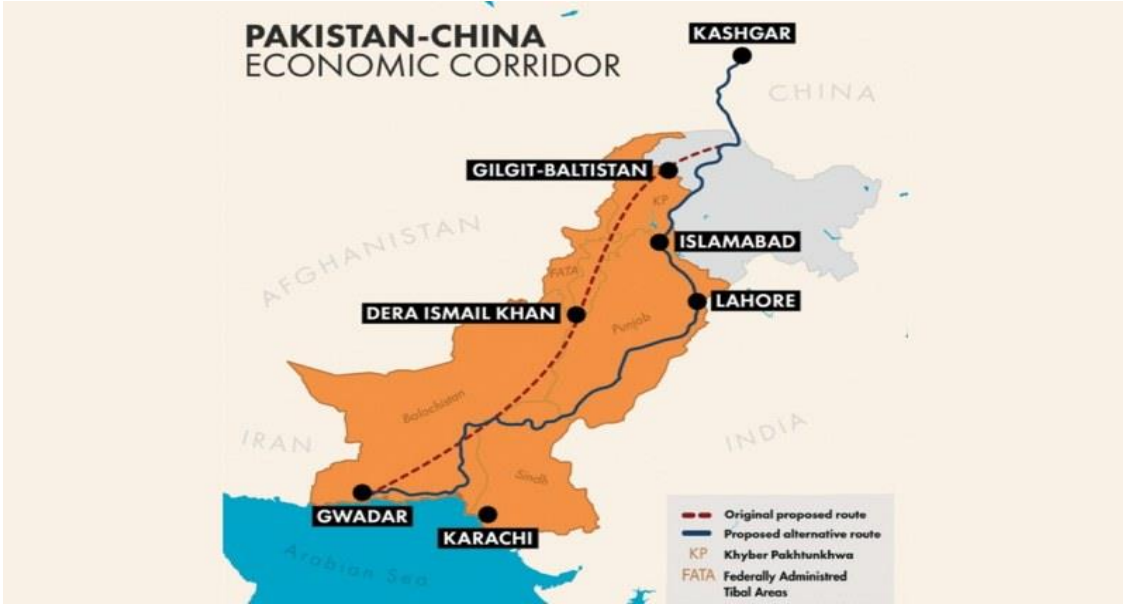 PAKISTAN-CHINA
ECONOMIC CORRIDOR
KASHGAR
CHINA
GILGIT-BALTISTAN
KP
ISLAMABAD
AFGHANISTAN
FATA
LAHORE
DERA ISMAIL KHAN
Punjab
Balochistan
IRAN
INDIA
Sindh
GWADAR
KARACHI
Arabian Sea
Original proposed route
Proposed alternative route
KP Khyber Pakhtunkhwa
FATA Federally Administred
Tibal Areas